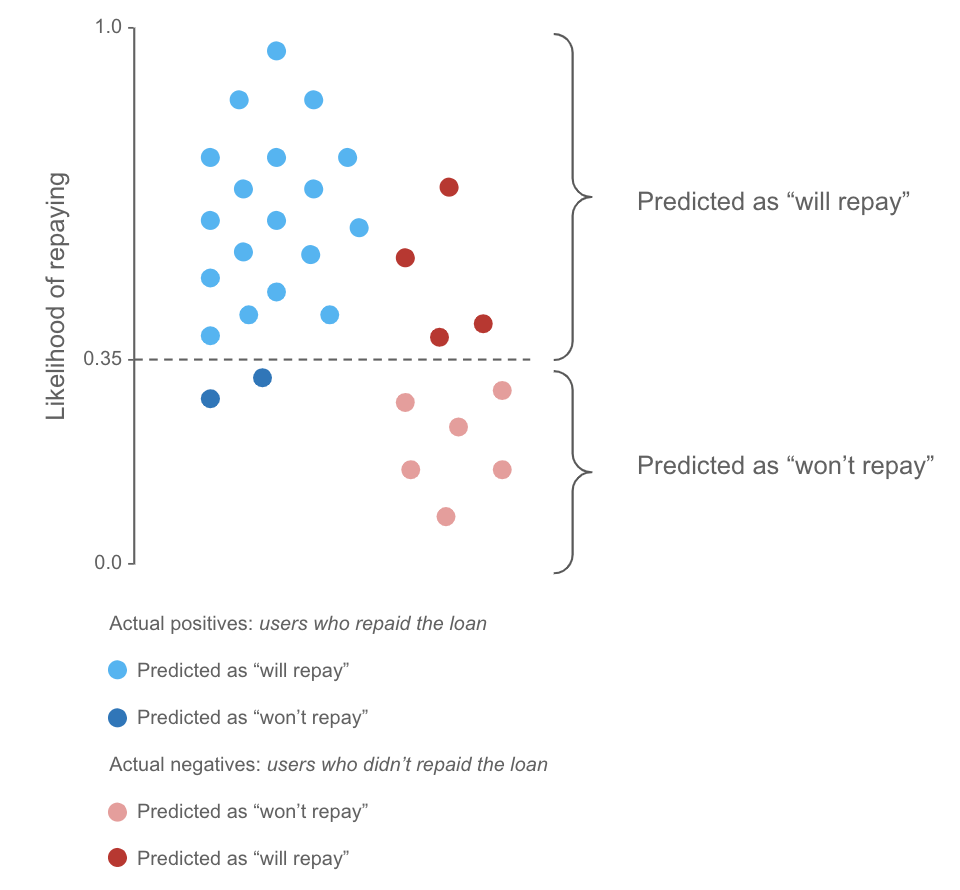 1.0
Likelihood of repaying
Predicted as “will repay”
0.35
Predicted as “won’t repay”
0.0
Actual positives: users who repaid the loan
Predicted as “will repay”
Predicted as “won’t repay”
Actual negatives: users who didn’t repaid the loan
Predicted as “won’t repay”
Predicted as “will repay”